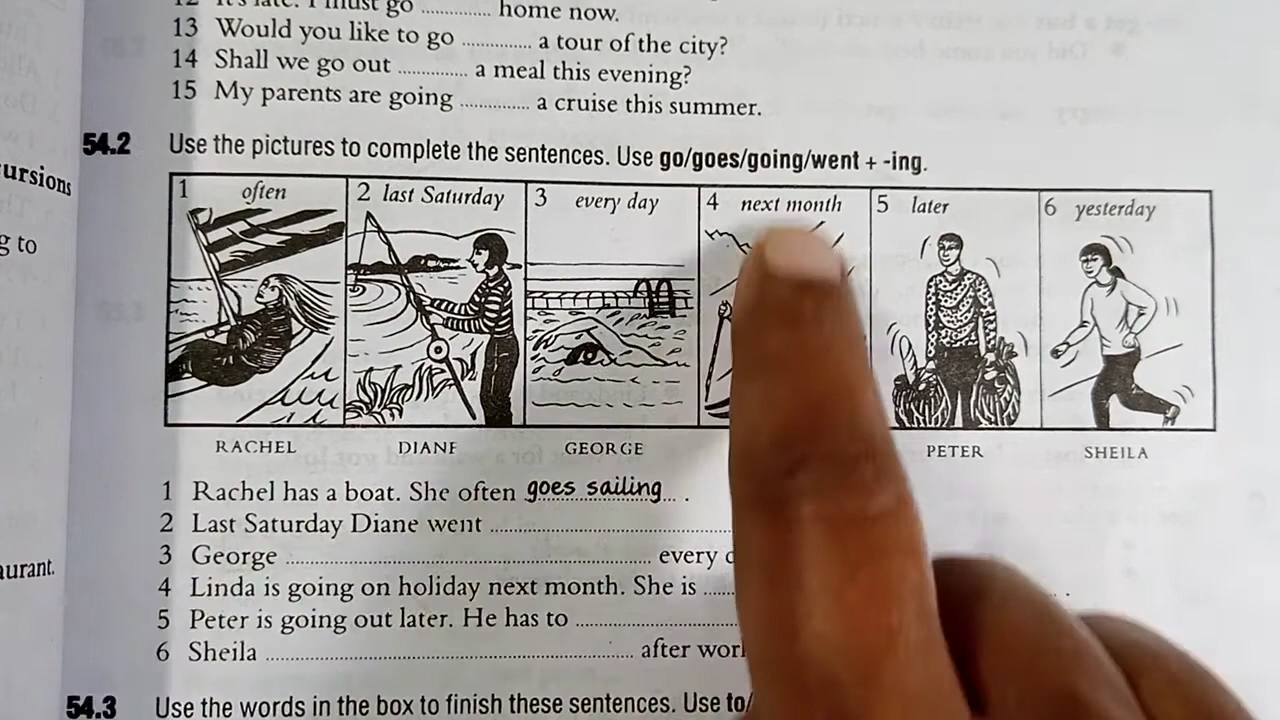 12 It's late. I must go .............. home now.
13 Would you like to go .............. a tour of the city?
14 Shall we go out .............. a meal this evening?
15 My parents are going .............. a cruise this summer.
ursions
g to
aurant.
54.2 Use the pictures to complete the sentences. Use go/goes/going/went + -ing.
1 often 2 last Saturday 3 every day 4 next month 5 later 6 yesterday
RACHEL DIANE GEORGE PETER SHEILA
1 Rachel has a boat. She often goes sailing .
2 Last Saturday Diane went ..............
3 George .............. every d
4 Linda is going on holiday next month. She is .............. .
5 Peter is going out later. He has to ..............
6 Sheila .............. after wor
54.3 Use the words in the box to finish these sentences. Use to/